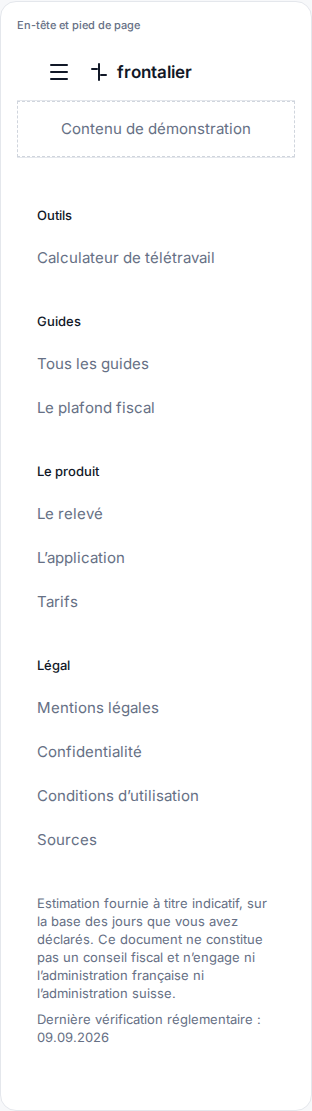 En-tête et pied de page
frontalier
Contenu de démonstration
Outils
Calculateur de télétravail
Guides
Tous les guides
Le plafond fiscal
Le produit
Le relevé
L’application
Tarifs
Légal
Mentions légales
Confidentialité
Conditions d’utilisation
Sources
Estimation fournie à titre indicatif, sur
la base des jours que vous avez
déclarés. Ce document ne constitue
pas un conseil fiscal et n’engage ni
l’administration française ni
l’administration suisse.
Dernière vérification réglementaire :
09.09.2026